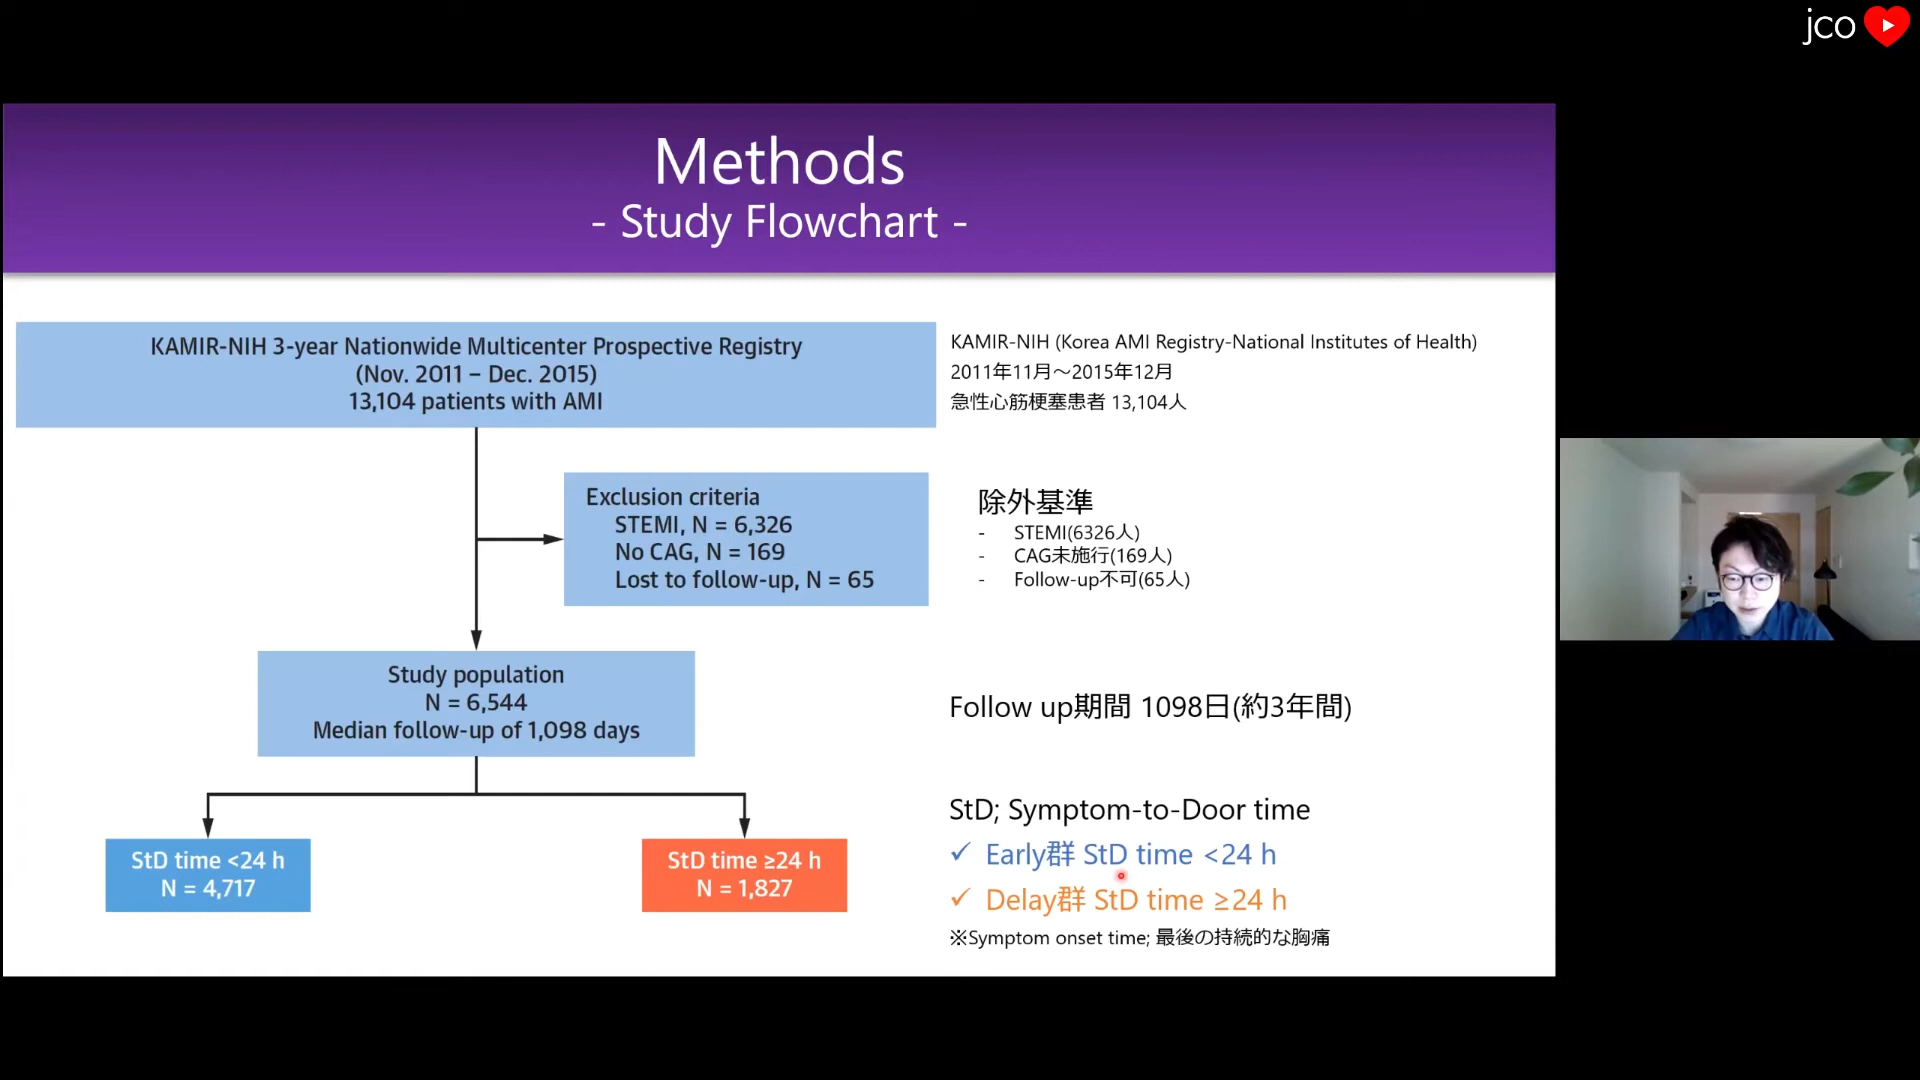 jco
Methods
- Study Flowchart -
KAMIR-NIH 3-year Nationwide Multicenter Prospective Registry
(Nov. 2011 – Dec. 2015)
13,104 patients with AMI
KAMIR-NIH (Korea AMI Registry-National Institutes of Health)
2011年11月～2015年12月
急性心筋梗塞患者 13,104人
Exclusion criteria
STEMI, N = 6,326
No CAG, N = 169
Lost to follow-up, N = 65
除外基準
- STEMI(6326人)
- CAG未施行(169人)
- Follow-up不可(65人)
Study population
N = 6,544
Median follow-up of 1,098 days
Follow up期間 1098日(約3年間)
StD time <24 h
N = 4,717
StD time ≥24 h
N = 1,827
StD; Symptom-to-Door time
✓ Early群 StD time <24 h
✓ Delay群 StD time ≥24 h
※Symptom onset time; 最後の持続的な胸痛